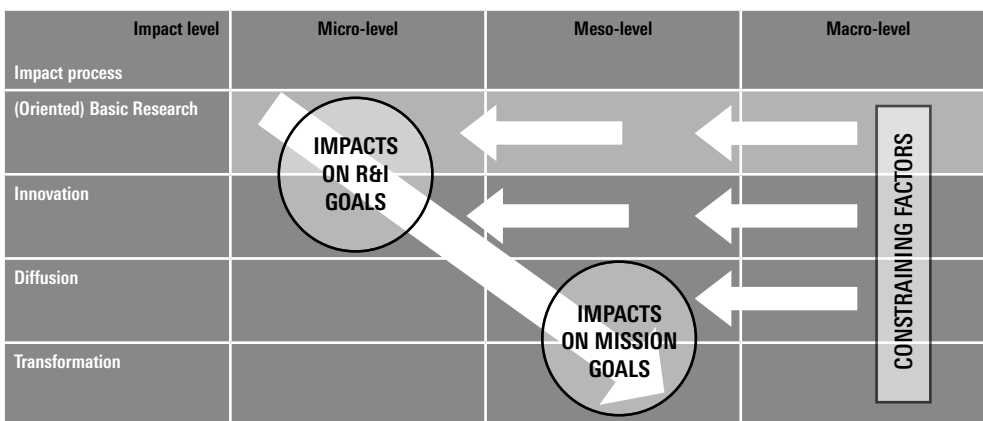 Impact level
Micro-level
Meso-level
Macro-level
Impact process
(Oriented) Basic Research
IMPACTS
ON R&I
GOALS
Innovation
Diffusion
IMPACTS
ON MISSION
GOALS
Transformation
CONSTRAINING FACTORS